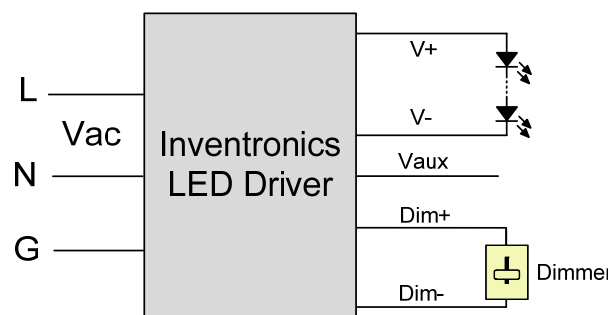 L
Vac
N
G
Inventronics
LED Driver
V+
V-
Vaux
Dim+
Dim-
Dimmer